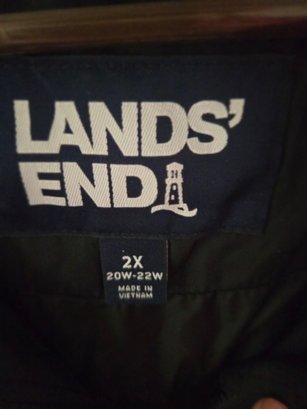 LANDS'
END
2X
20W-22W
MADE IN
VIETNAM